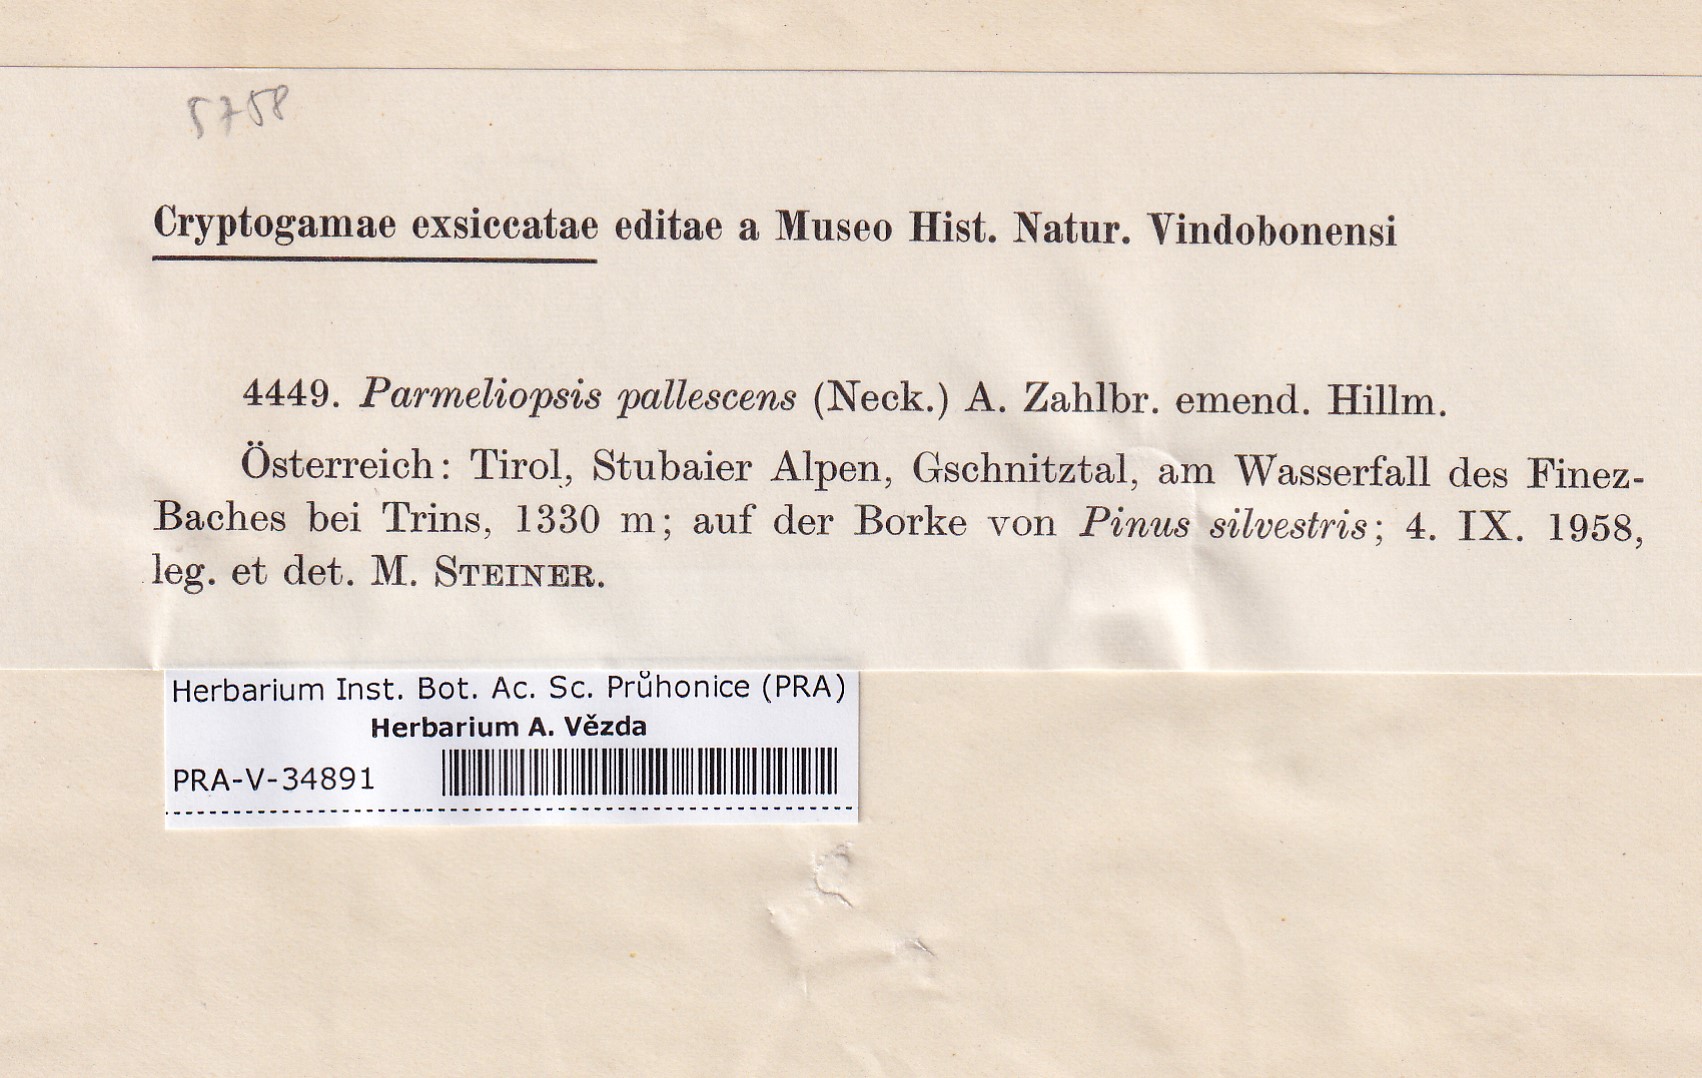 5758
Cryptogamae exsiccatae editae a Museo Hist. Natur. Vindobonensi
4449. Parmeliopsis pallescens (Neck.) A. Zahlbr. emend. Hillm.
Österreich: Tirol, Stubaier Alpen, Gschnitztal, am Wasserfall des Finez-
Baches bei Trins, 1330 m; auf der Borke von Pinus silvestris; 4. IX. 1958,
leg. et det. M. STEINER.
Herbarium Inst. Bot. Ac. Sc. Průhonice (PRA)
Herbarium A. Vězda
PRA-V-34891